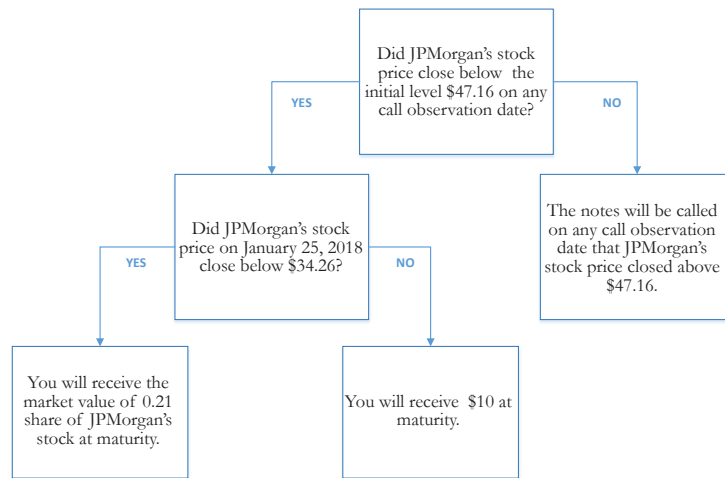 Did JPMorgan’s stock
price close below the
initial level $47.16 on any
call observation date?
YES
NO
Did JPMorgan’s stock
price on January 25, 2018
close below $34.26?
The notes will be called
on any call observation
date that JPMorgan’s
stock price closed above
$47.16.
YES
NO
You will receive the
market value of 0.21
share of JPMorgan’s
stock at maturity.
You will receive $10 at
maturity.